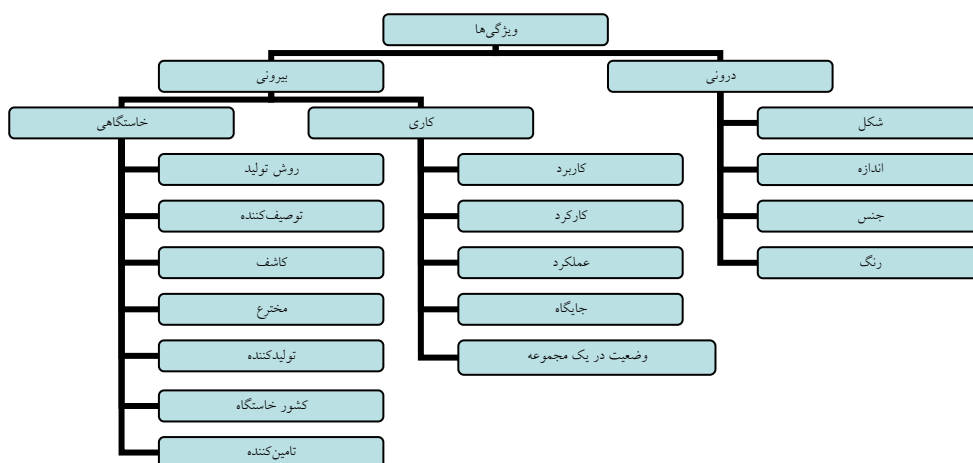 ویژگی‌ها
درونی
بیرونی
شکل
اندازه
جنس
رنگ
کاری
خاستگاهی
کاربرد
کارکرد
عملکرد
جایگاه
وضعیت در یک مجموعه
روش تولید
توصیف‌کننده
کاشف
مخترع
تولیدکننده
کشور خاستگاه
تامین‌کننده